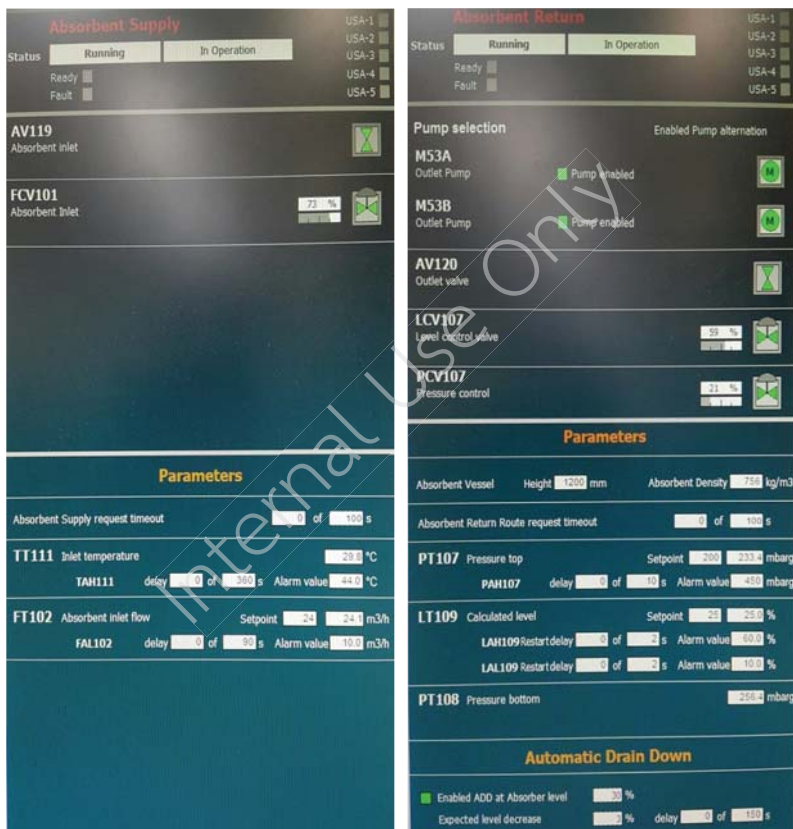 Absorbent Supply
USA-1
USA-2
USA-3
USA-4
USA-5
Status Running In Operation
Ready
Fault
AV119
Absorbent inlet
FCV101
Absorbent Inlet
73 %
Parameters
Absorbent Supply request timeout 0 of 100 s
TT111 Inlet temperature 29.8 °C
TAH111 delay 0 of 360 s Alarm value 44.0 °C
FT102 Absorbent inlet flow Setpoint 24 24.1 m3/h
FAL102 delay 0 of 90 s Alarm value 10.0 m3/h
Absorbent Return
USA-1
USA-2
USA-3
USA-4
USA-5
Status Running In Operation
Ready
Fault
Pump selection Enabled Pump alternation
M53A
Outlet Pump Pump enabled
M
M53B
Outlet Pump Pump enabled
M
AV120
Outlet valve
LCV107
Level control valve
59 %
PCV107
Pressure control
21 %
Parameters
Absorbent Vessel Height 1200 mm Absorbent Density 756 kg/m3
Absorbent Return Route request timeout 0 of 100 s
PT107 Pressure top Setpoint 200 233.4 mbarg
PAH107 delay 0 of 10 s Alarm value 450 mbarg
LT109 Calculated level Setpoint 25 25.0 %
LAH109 Restart delay 0 of 2 s Alarm value 60.0 %
LAL109 Restart delay 0 of 2 s Alarm value 10.0 %
PT108 Pressure bottom 256.4 mbarg
Automatic Drain Down
Enabled ADD at Absorber level 30 %
Expected level decrease % delay 0 of 150 s
Internal Use Only